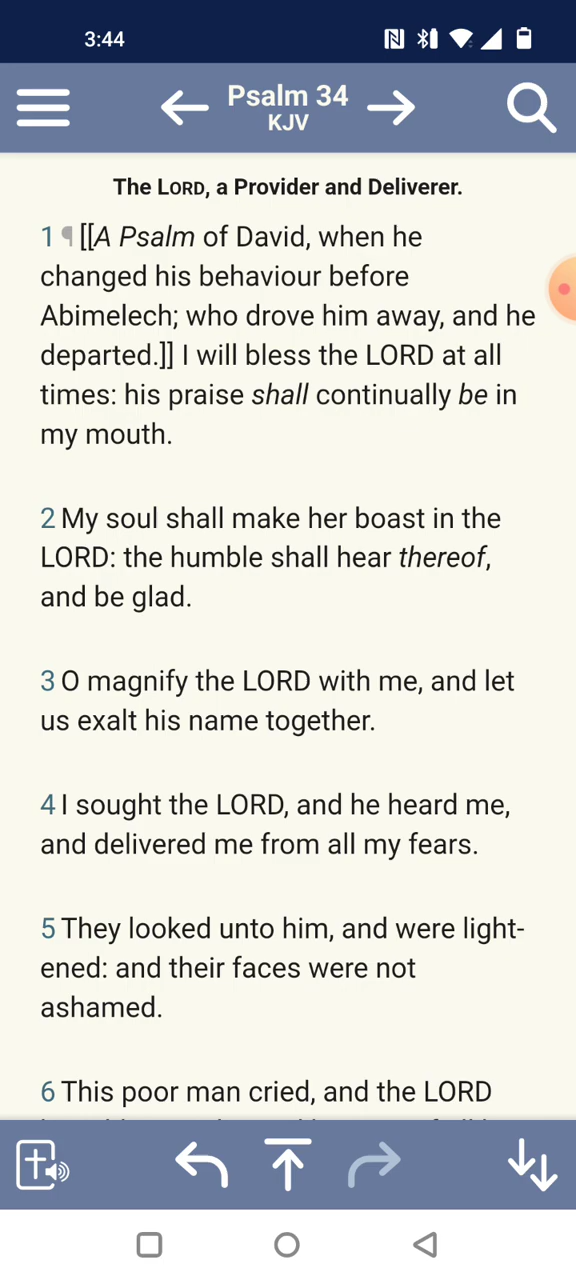 3:44
Psalm 34
KJV
The LORD, a Provider and Deliverer.
1 ¶ [[A Psalm of David, when he
changed his behaviour before
Abimelech; who drove him away, and he
departed.]] I will bless the LORD at all
times: his praise shall continually be in
my mouth.
2 My soul shall make her boast in the
LORD: the humble shall hear thereof,
and be glad.
3 O magnify the LORD with me, and let
us exalt his name together.
4 I sought the LORD, and he heard me,
and delivered me from all my fears.
5 They looked unto him, and were light-
ened: and their faces were not
ashamed.
6 This poor man cried, and the LORD